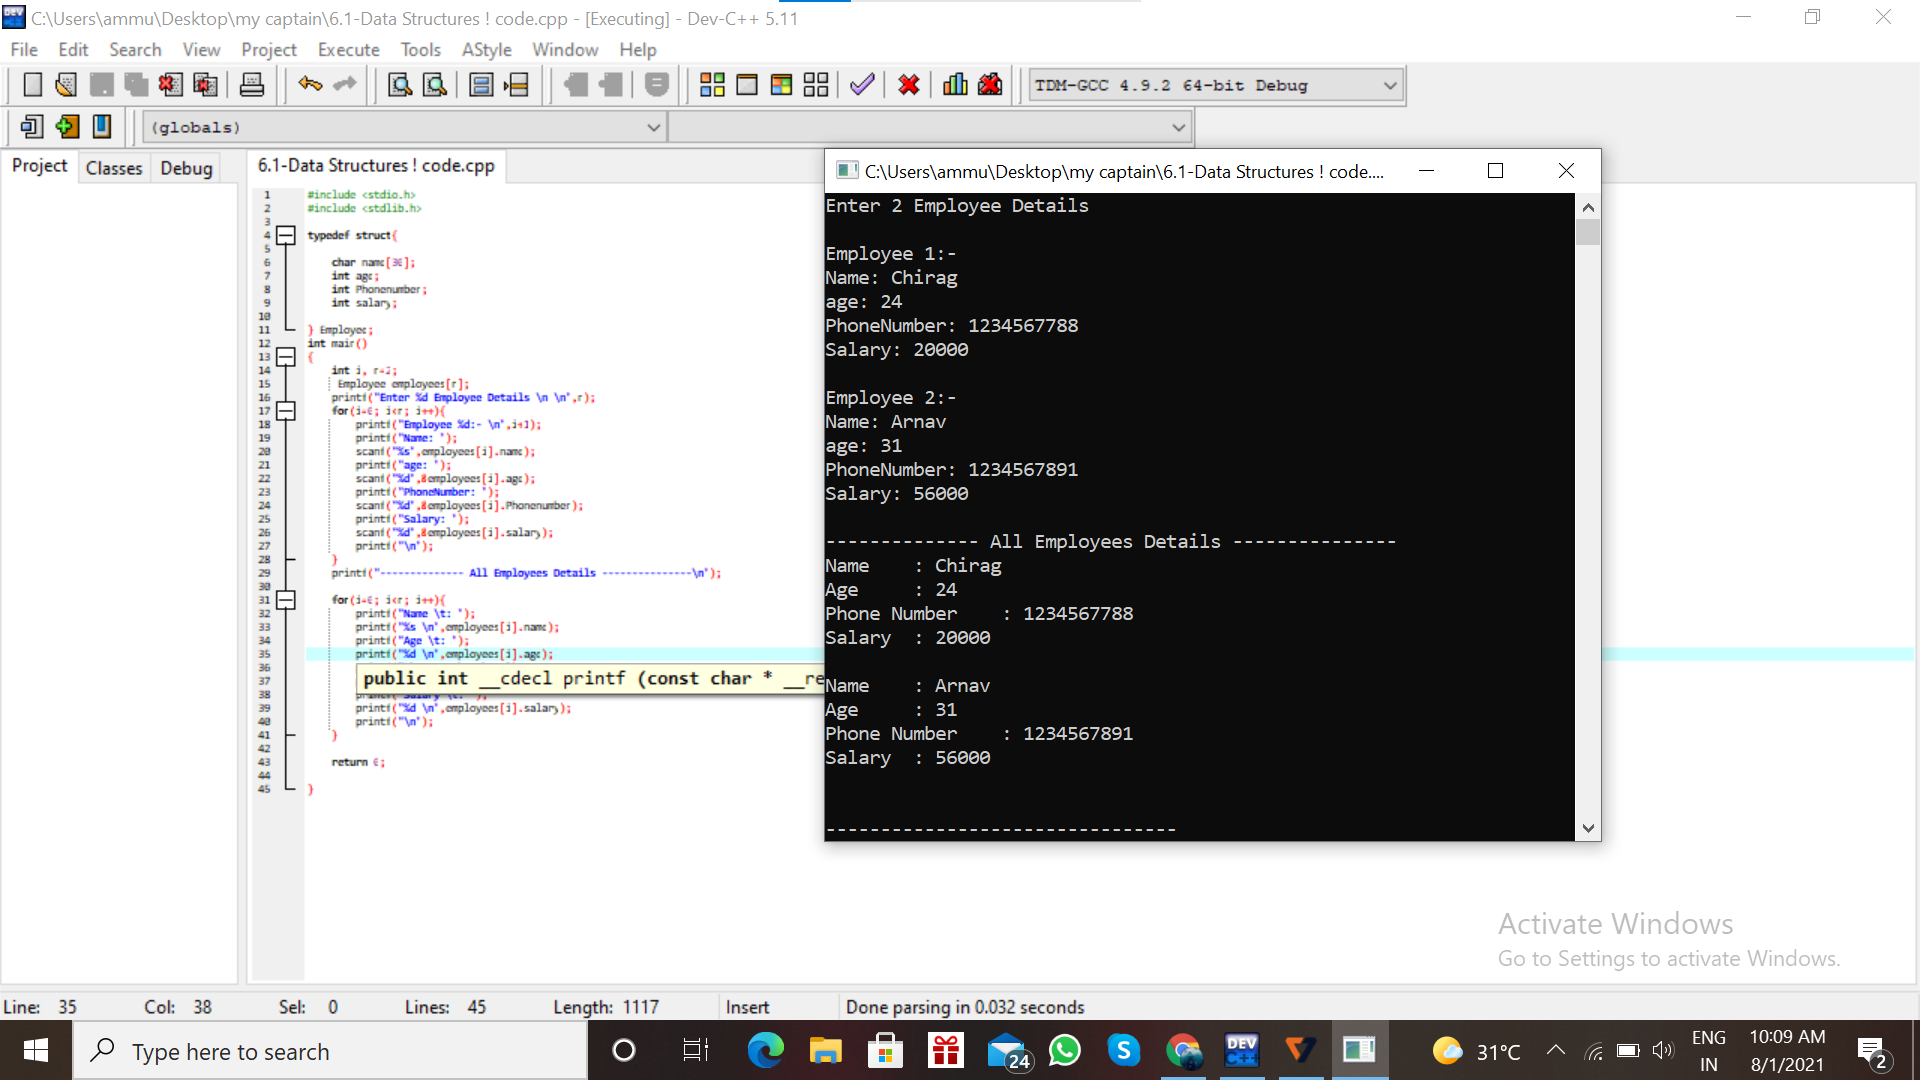 C:\Users\ammu\Desktop\my captain\6.1-Data Structures ! code.cpp - [Executing] - Dev-C++ 5.11
File Edit Search View Project Execute Tools AStyle Window Help
TDM-GCC 4.9.2 64-bit Debug
(globals)
Project Classes Debug
6.1-Data Structures ! code.cpp
1 #include <stdio.h>
2 #include <stdlib.h>
3
4 typedef struct{
5
6 char name[30];
7 int age;
8 int Phonenumber;
9 int salary;
10
11 } Employee;
12 int main()
13 {
14 int i, n=2;
15 Employee employees[n];
16 printf("Enter %d Employee Details \n \n",n);
17 for(i=0; i<n; i++){
18 printf("Employee %d:- \n",i+1);
19 printf("Name: ");
20 scanf("%s",employees[i].name);
21 printf("age: ");
22 scanf("%d",&employees[i].age);
23 printf("PhoneNumber: ");
24 scanf("%d",&employees[i].Phonenumber);
25 printf("Salary: ");
26 scanf("%d",&employees[i].salary);
27 printf("\n");
28 }
29 printf("-------------- All Employees Details ---------------\n");
30
31 for(i=0; i<n; i++){
32 printf("Name \t: ");
33 printf("%s \n",employees[i].name);
34 printf("Age \t: ");
35 printf("%d \n",employees[i].age);
36
37 public int __cdecl printf (const char * __re
38 printf("Salary \t: ");
39 printf("%d \n",employees[i].salary);
40 printf("\n");
41 }
42
43 return 0;
44
45 }
C:\Users\ammu\Desktop\my captain\6.1-Data Structures ! code....
Enter 2 Employee Details
Employee 1:-
Name: Chirag
age: 24
PhoneNumber: 1234567788
Salary: 20000
Employee 2:-
Name: Arnav
age: 31
PhoneNumber: 1234567891
Salary: 56000
-------------- All Employees Details ---------------
Name : Chirag
Age : 24
Phone Number : 1234567788
Salary : 20000
Name : Arnav
Age : 31
Phone Number : 1234567891
Salary : 56000
--------------------------------
Activate Windows
Go to Settings to activate Windows.
Line: 35 Col: 38 Sel: 0 Lines: 45 Length: 1117 Insert Done parsing in 0.032 seconds
Type here to search
24
DEV
C++
31°C
ENG
IN
10:09 AM
8/1/2021
2